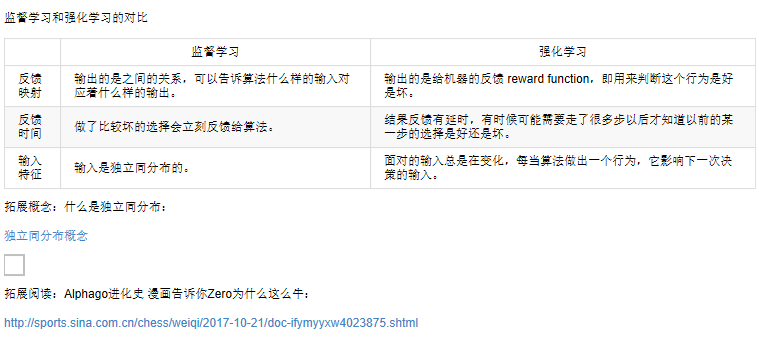 监督学习和强化学习的对比
监督学习
强化学习
反馈
映射
输出的是之间的关系，可以告诉算法什么样的输入对
应着什么样的输出。
输出的是给机器的反馈 reward function，即用来判断这个行为是好
是坏。
反馈
时间
做了比较坏的选择会立刻反馈给算法。
结果反馈有延时，有时候可能需要走了很多步以后才知道以前的某
一步的选择是好还是坏。
输入
特征
输入是独立同分布的。
面对的输入总是在变化，每当算法做出一个行为，它影响下一次决
策的输入。
拓展概念：什么是独立同分布：
独立同分布概念
拓展阅读：Alphago进化史 漫画告诉你Zero为什么这么牛：
http://sports.sina.com.cn/chess/weiqi/2017-10-21/doc-ifymyyxw4023875.shtml